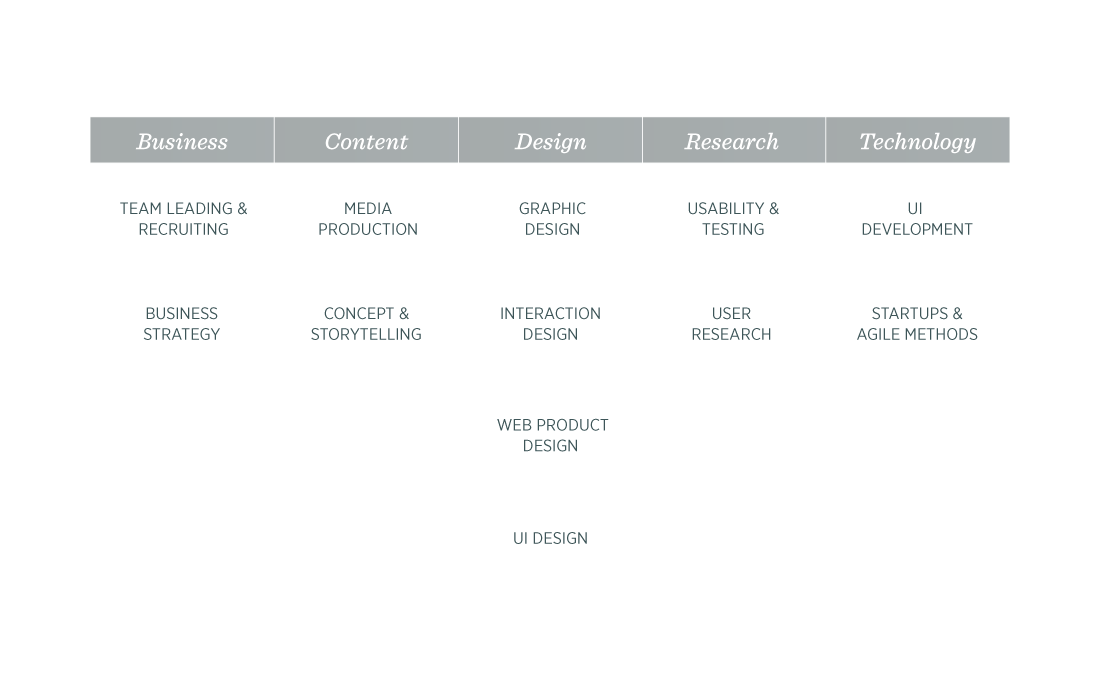 Business Content Design Research Technology
TEAM LEADING &
RECRUITING
MEDIA
PRODUCTION
GRAPHIC
DESIGN
USABILITY &
TESTING
UI
DEVELOPMENT
BUSINESS
STRATEGY
CONCEPT &
STORYTELLING
INTERACTION
DESIGN
USER
RESEARCH
STARTUPS &
AGILE METHODS
WEB PRODUCT
DESIGN
UI DESIGN